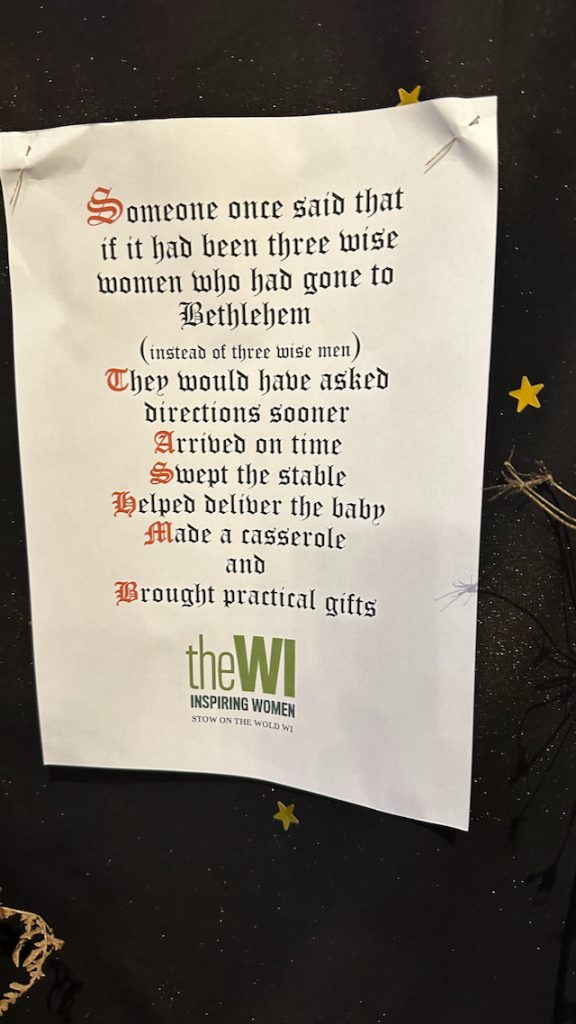 Someone once said that
if it had been three wise
women who had gone to
Bethlehem
(instead of three wise men)
They would have asked
directions sooner
Arrived on time
Swept the stable
Helped deliver the baby
Made a casserole
and
Brought practical gifts
theWI
INSPIRING WOMEN
STOW ON THE WOLD WI